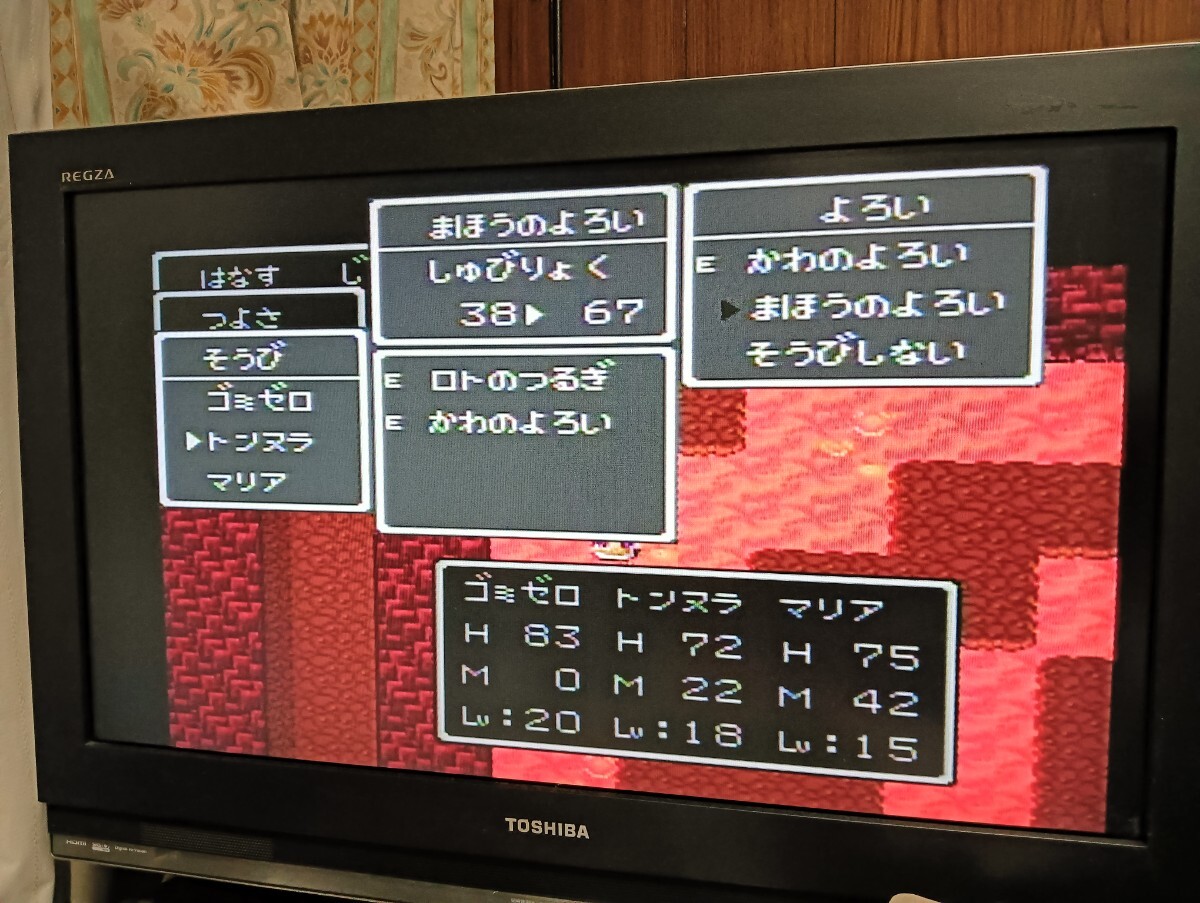 REGZA
はなす じ
つよさ
そうび
ゴミゼロ
▶トンヌラ
マリア
まほうのよろい
しゅびりょく
38▶ 67
E ロトのつるぎ
E かわのよろい
よろい
E かわのよろい
▶まほうのよろい
そうびしない
ゴミゼロ トンヌラ マリア
H 83 H 72 H 75
M 0 M 22 M 42
Lv:20 Lv:18 Lv:15
TOSHIBA
HDMI